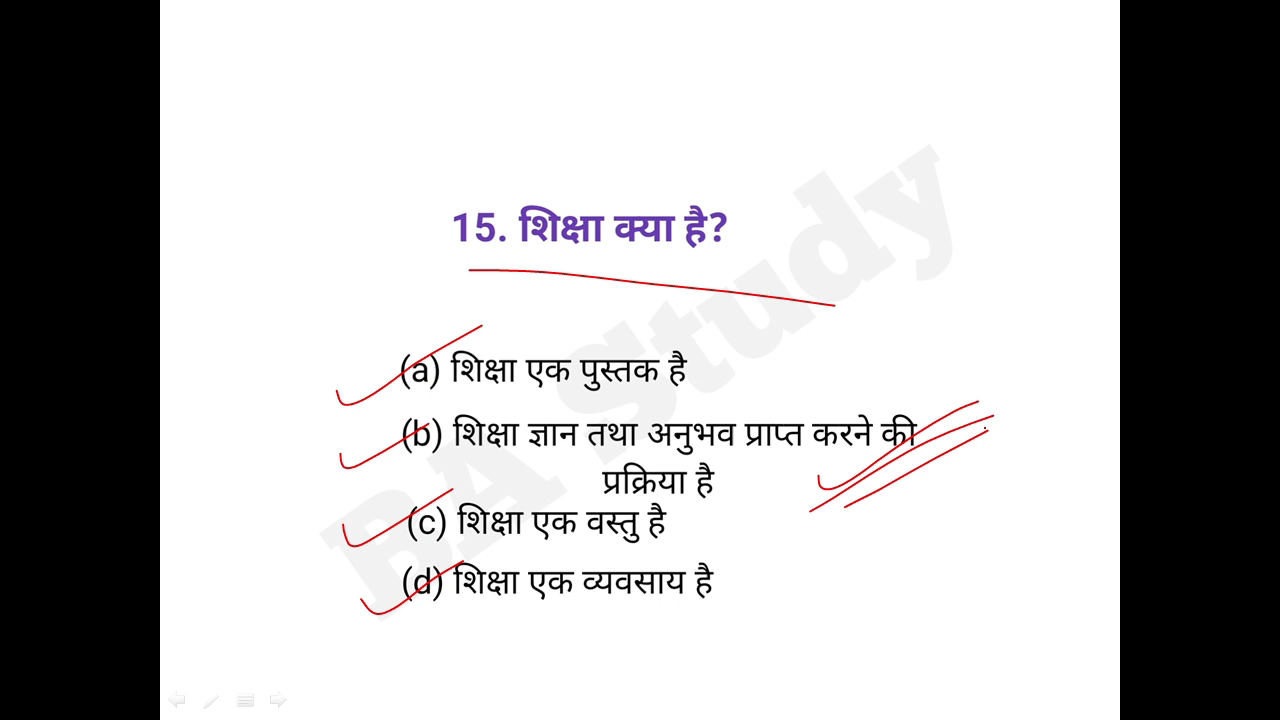 15. शिक्षा क्या है?
(a) शिक्षा एक पुस्तक है
(b) शिक्षा ज्ञान तथा अनुभव प्राप्त करने की
प्रक्रिया है
(c) शिक्षा एक वस्तु है
(d) शिक्षा एक व्यवसाय है
BA Study